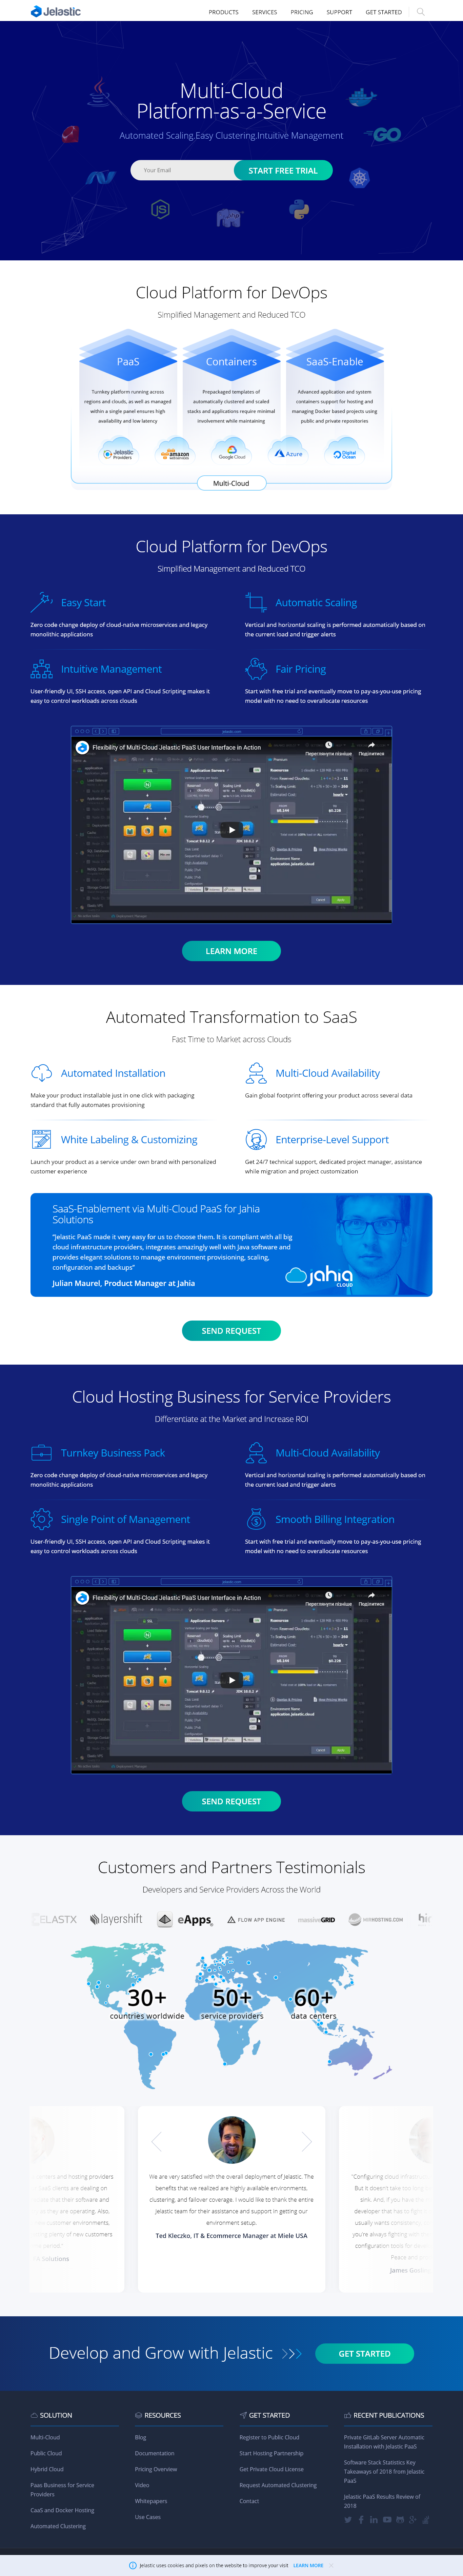 Jelastic
PRODUCTS SERVICES PRICING SUPPORT GET STARTED
Multi-Cloud
Platform-as-a-Service
Automated Scaling.Easy Clustering.Intuitive Management
Your Email START FREE TRIAL
Cloud Platform for DevOps
Simplified Management and Reduced TCO
PaaS
Turnkey platform running across
regions and clouds, as well as managed
within a single panel ensures high
availability and low latency
Containers
Prepackaged templates of
automatically clustered and scaled
stacks and applications require minimal
involvement while maintaining
SaaS-Enable
Advanced application and system
containers support for hosting and
managing Docker based projects using
public and private repositories
Jelastic
Providers
amazon
webservices
Google Cloud
Azure
Digital
Ocean
Multi-Cloud
Cloud Platform for DevOps
Simplified Management and Reduced TCO
Easy Start
Zero code change deploy of cloud-native microservices and legacy
monolithic applications
Automatic Scaling
Vertical and horizontal scaling is performed automatically based on
the current load and trigger alerts
Intuitive Management
User-friendly UI, SSH access, open API and Cloud Scripting makes it
easy to control workloads across clouds
Fair Pricing
Start with free trial and eventually move to pay-as-you-use pricing
model with no need to overallocate resources
Flexibility of Multi-Cloud Jelastic PaaS User Interface in Action
Переглянути пізніше Поділитися
LEARN MORE
Automated Transformation to SaaS
Fast Time to Market across Clouds
Automated Installation
Make your product installable just in one click with packaging
standard that fully automates provisioning
Multi-Cloud Availability
Gain global footprint offering your product across several data
White Labeling & Customizing
Launch your product as a service under own brand with personalized
customer experience
Enterprise-Level Support
Get 24/7 technical support, dedicated project manager, assistance
while migration and project customization
SaaS-Enablement via Multi-Cloud PaaS for Jahia
Solutions
"Jelastic PaaS made it very easy for us to choose them. It is compliant with all big
cloud infrastructure providers, integrates amazingly well with Java software and
provides elegant solutions to manage environment provisioning, scaling,
configuration and backups"
Julian Maurel, Product Manager at Jahia
jahia
CLOUD
SEND REQUEST
Cloud Hosting Business for Service Providers
Differentiate at the Market and Increase ROI
Turnkey Business Pack
Zero code change deploy of cloud-native microservices and legacy
monolithic applications
Multi-Cloud Availability
Vertical and horizontal scaling is performed automatically based on
the current load and trigger alerts
Single Point of Management
User-friendly UI, SSH access, open API and Cloud Scripting makes it
easy to control workloads across clouds
Smooth Billing Integration
Start with free trial and eventually move to pay-as-you-use pricing
model with no need to overallocate resources
Flexibility of Multi-Cloud Jelastic PaaS User Interface in Action
Переглянути пізніше Поділитися
SEND REQUEST
Customers and Partners Testimonials
Developers and Service Providers Across the World
ELASTX layershift eApps FLOW APP ENGINE massiveGRID HOSTING.COM
30+
countries worldwide
50+
service providers
60+
data centers
We are very satisfied with the overall deployment of Jelastic. The
benefits that we realized are highly available environments,
clustering, and failover coverage. I would like to thank the entire
Jelastic team for their assistance and support in getting our
environment setup.
Ted Kleczko, IT & Ecommerce Manager at Miele USA
Develop and Grow with Jelastic
GET STARTED
SOLUTION
Multi-Cloud
Public Cloud
Hybrid Cloud
Paas Business for Service
Providers
CaaS and Docker Hosting
Automated Clustering
RESOURCES
Blog
Documentation
Pricing Overview
Video
Whitepapers
Use Cases
GET STARTED
Register to Public Cloud
Start Hosting Partnership
Get Private Cloud License
Request Automated Clustering
Contact
RECENT PUBLICATIONS
Private GitLab Server Automatic
Installation with Jelastic PaaS
Software Stack Statistics Key
Takeaways of 2018 from Jelastic
PaaS
Jelastic PaaS Results Review of
2018
Jelastic uses cookies and pixels on the website to improve your visit LEARN MORE